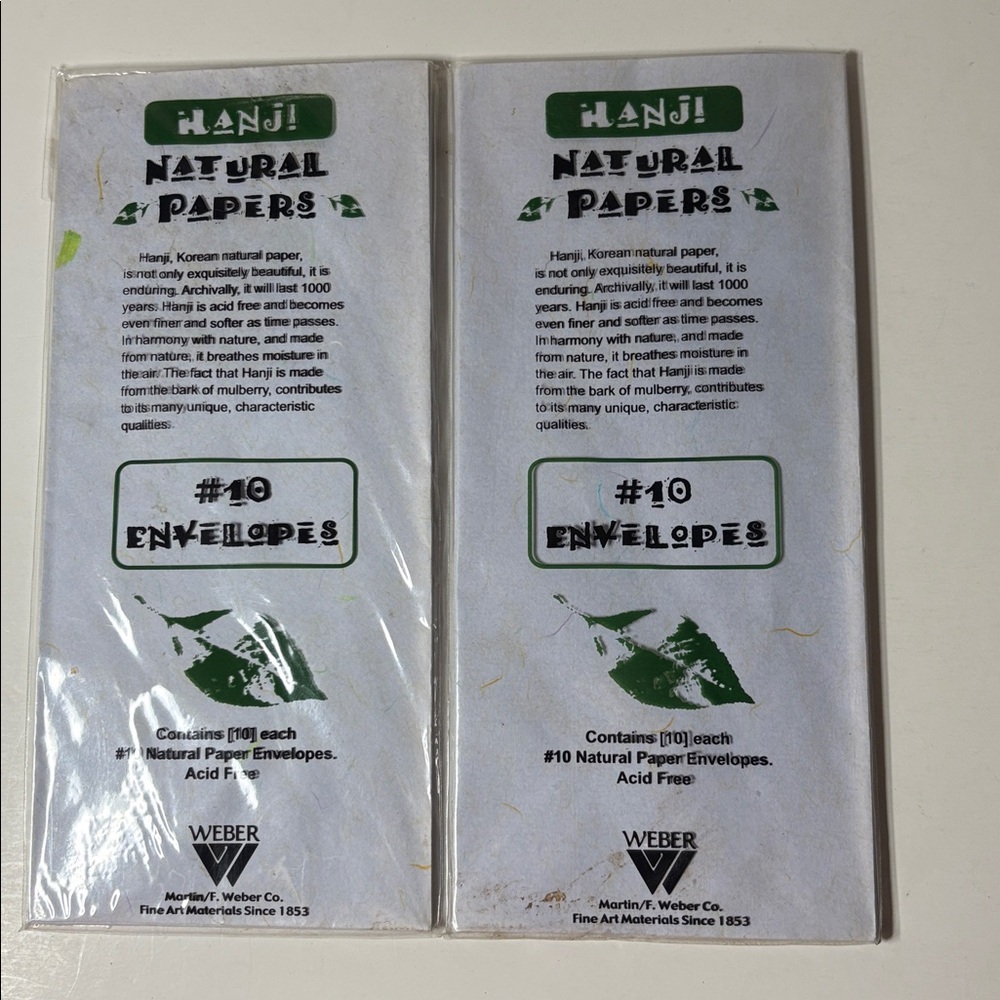 HANJI
NATURAL
PAPERS
Hanji, Korean natural paper,
is not only exquisitely beautiful, it is
enduring. Archivally, it will last 1000
years. Hanji is acid free and becomes
even finer and softer as time passes.
In harmony with nature, and made
from nature, it breathes moisture in
the air. The fact that Hanji is made
from the bark of mulberry, contributes
to its many unique, characteristic
qualities.
#10
ENVELOPES
Contains [10] each
#10 Natural Paper Envelopes.
Acid Free
WEBER
W
Martin/F. Weber Co.
Fine Art Materials Since 1853
HANJI
NATURAL
PAPERS
Hanji, Korean natural paper,
is not only exquisitely beautiful, it is
enduring. Archivally, it will last 1000
years. Hanji is acid free and becomes
even finer and softer as time passes.
In harmony with nature, and made
from nature, it breathes moisture in
the air. The fact that Hanji is made
from the bark of mulberry, contributes
to its many unique, characteristic
qualities.
#10
ENVELOPES
Contains [10] each
#10 Natural Paper Envelopes.
Acid Free
WEBER
W
Martin/F. Weber Co.
Fine Art Materials Since 1853